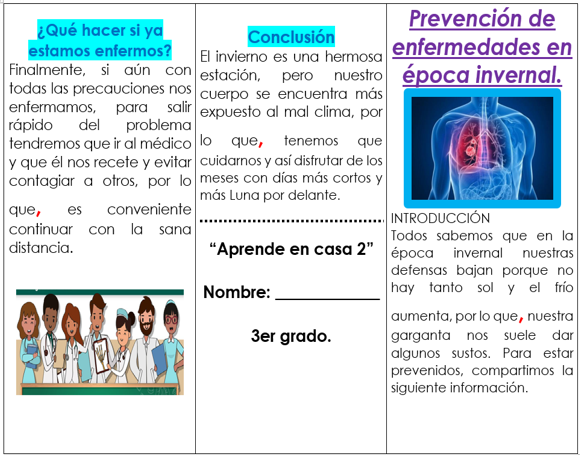 ¿Qué hacer si ya
estamos enfermos?
Finalmente, si aún con
todas las precauciones nos
enfermamos, para salir
rápido del problema
tendremos que ir al médico
y que él nos recete y evitar
contagiar a otros, por lo
que, es conveniente
continuar con la sana
distancia.
Conclusión
El invierno es una hermosa
estación, pero nuestro
cuerpo se encuentra más
expuesto al mal clima, por
lo que, tenemos que
cuidarnos y así disfrutar de los
meses con días más cortos y
más Luna por delante.
“Aprende en casa 2”
Nombre: ______________
3er grado.
Prevención de
enfermedades en
época invernal.
INTRODUCCIÓN
Todos sabemos que en la
época invernal nuestras
defensas bajan porque no
hay tanto sol y el frío
aumenta, por lo que, nuestra
garganta nos suele dar
algunos sustos. Para estar
prevenidos, compartimos la
siguiente información.